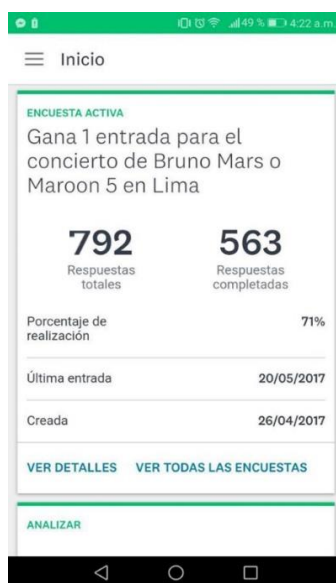 49 % 4:22 a.m.
Inicio
ENCUESTA ACTIVA
Gana 1 entrada para el
concierto de Bruno Mars o
Maroon 5 en Lima
792 563
Respuestas Respuestas
totales completadas
Porcentaje de 71%
realización
Última entrada 20/05/2017
Creada 26/04/2017
VER DETALLES VER TODAS LAS ENCUESTAS
ANALIZAR